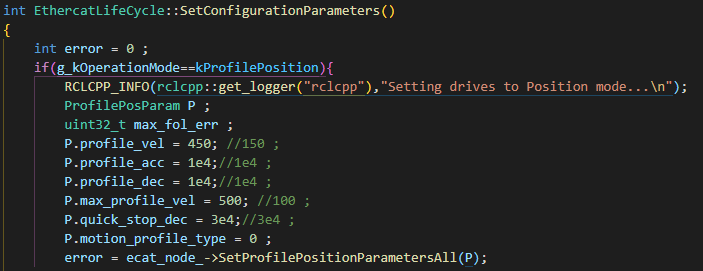 int EthercatLifeCycle::SetConfigurationParameters()
{
int error = 0 ;
if(g_kOperationMode==kProfilePosition){
RCLCPP_INFO(rclcpp::get_logger("rclcpp"),"Setting drives to Position mode...\n");
ProfilePosParam P ;
uint32_t max_fol_err ;
P.profile_vel = 450; //150 ;
P.profile_acc = 1e4;//1e4 ;
P.profile_dec = 1e4;//1e4 ;
P.max_profile_vel = 500; //100 ;
P.quick_stop_dec = 3e4;//3e4 ;
P.motion_profile_type = 0 ;
error = ecat_node_->SetProfilePositionParametersAll(P);